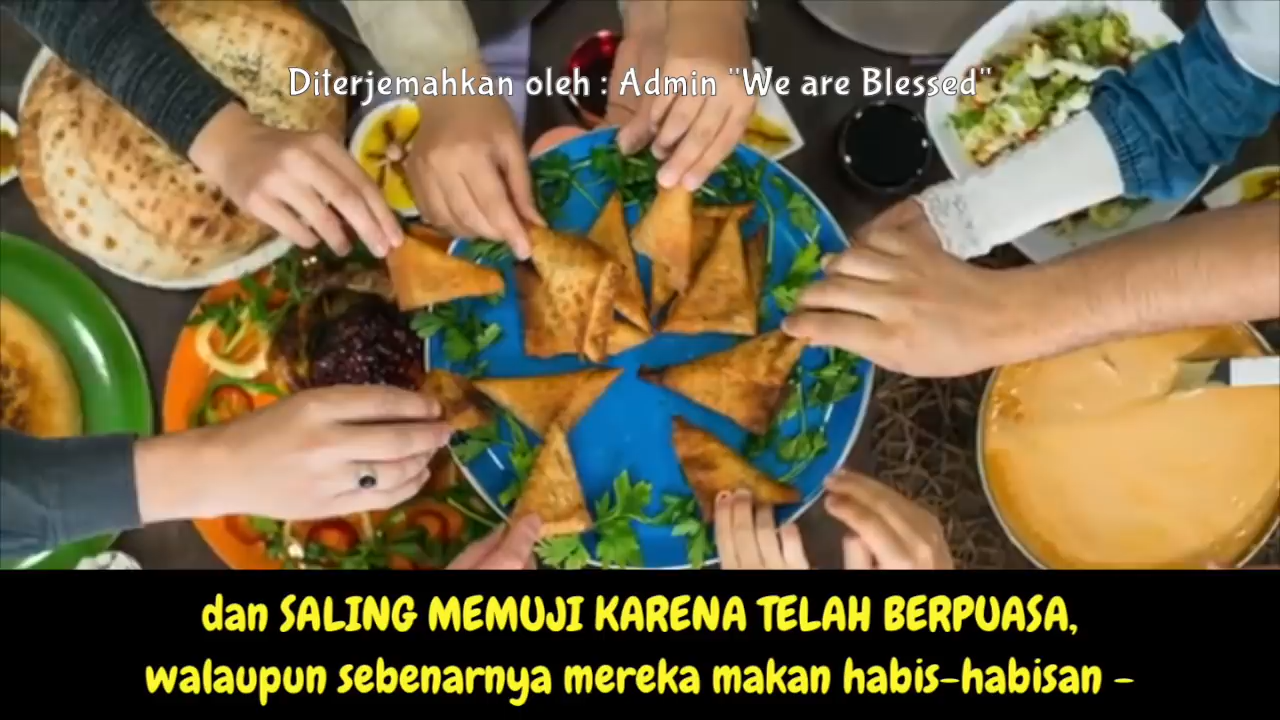 Diterjemahkan oleh : Admin "We are Blessed"
dan SALING MEMUJI KARENA TELAH BERPUASA,
walaupun sebenarnya mereka makan habis-habisan -